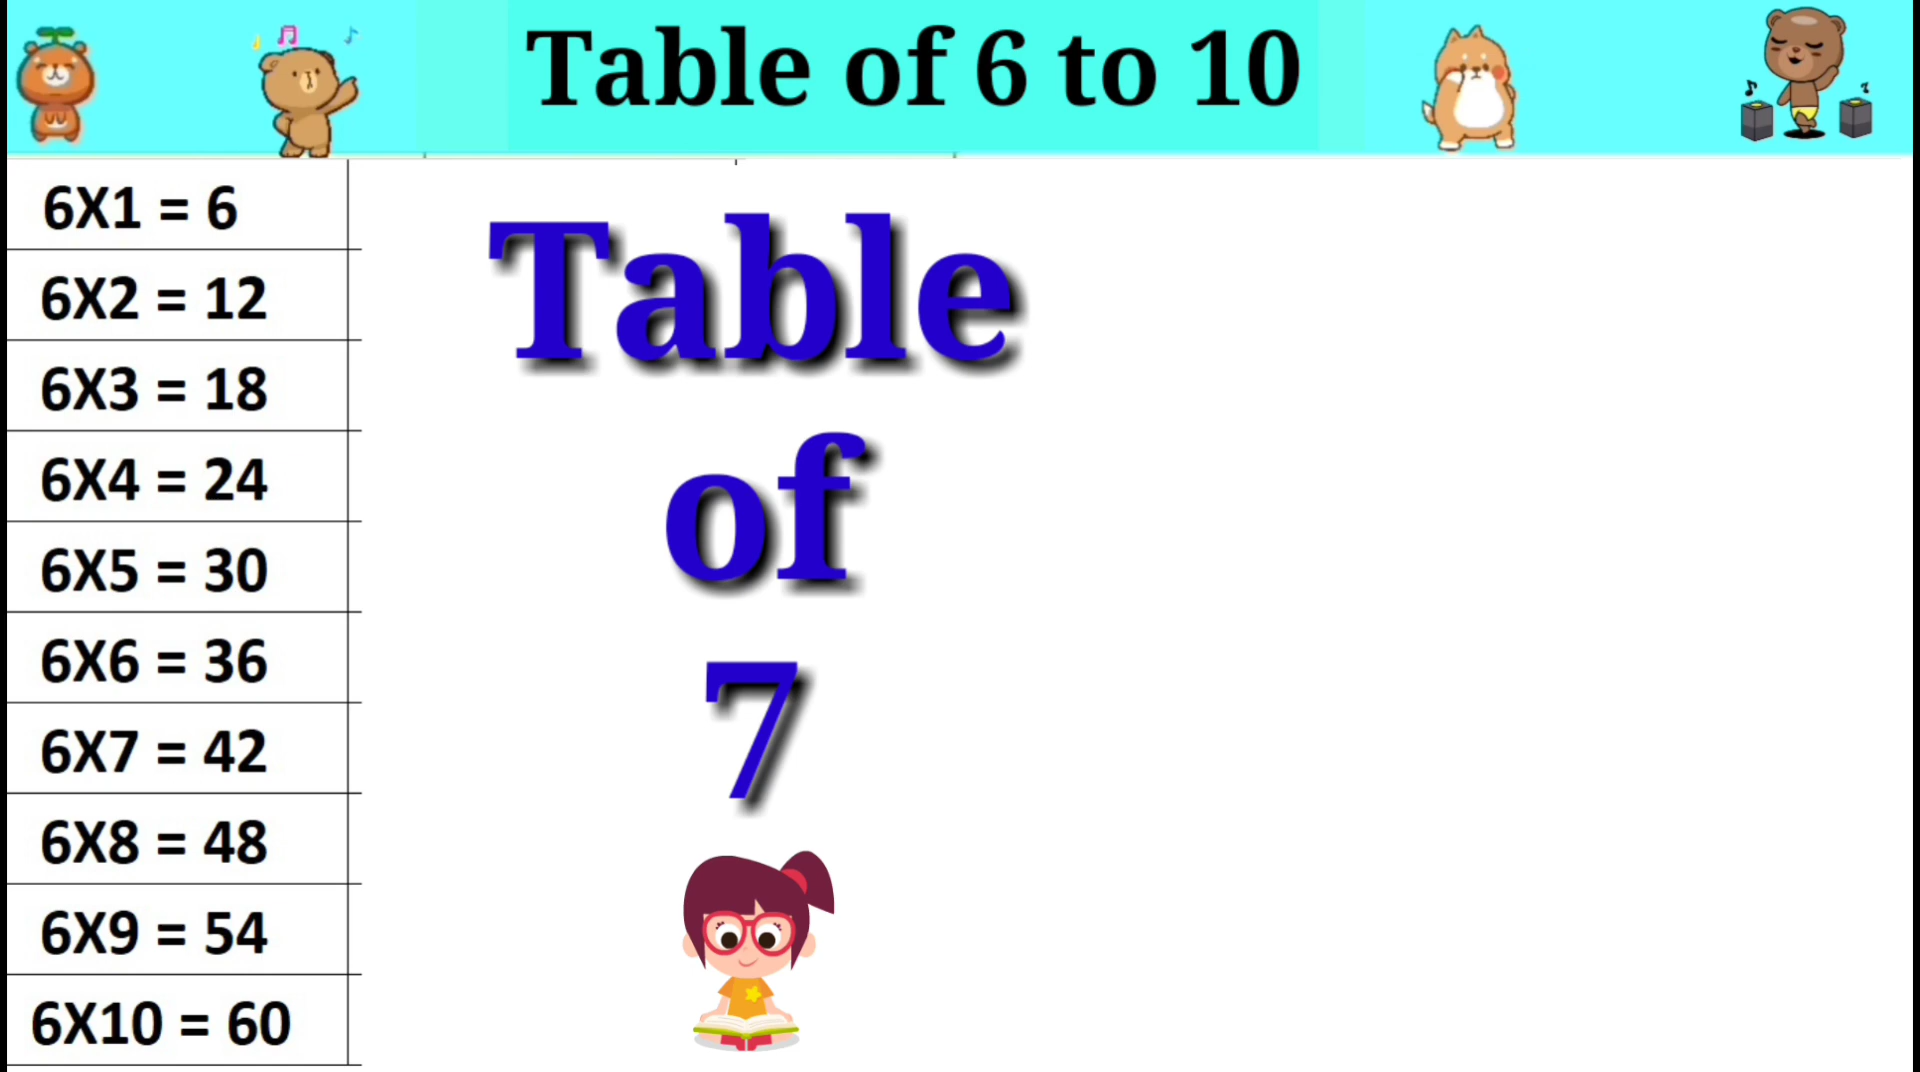 Table of 6 to 10
6X1 = 6
6X2 = 12
6X3 = 18
6X4 = 24
6X5 = 30
6X6 = 36
6X7 = 42
6X8 = 48
6X9 = 54
6X10 = 60
Table
of
7